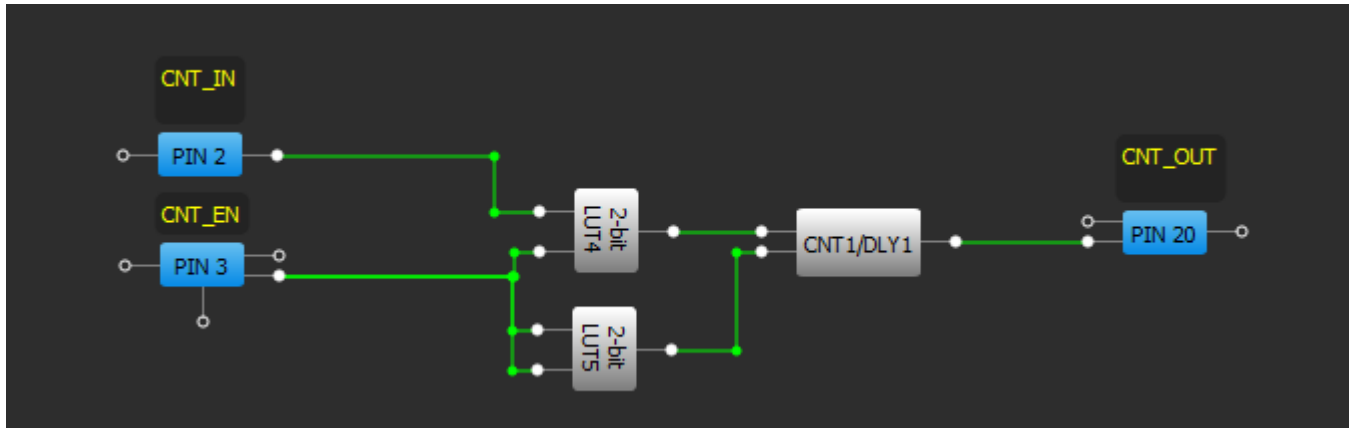 CNT_IN
PIN 2
CNT_EN
PIN 3
2-bit
LUT4
2-bit
LUT5
CNT1/DLY1
CNT_OUT
PIN 20